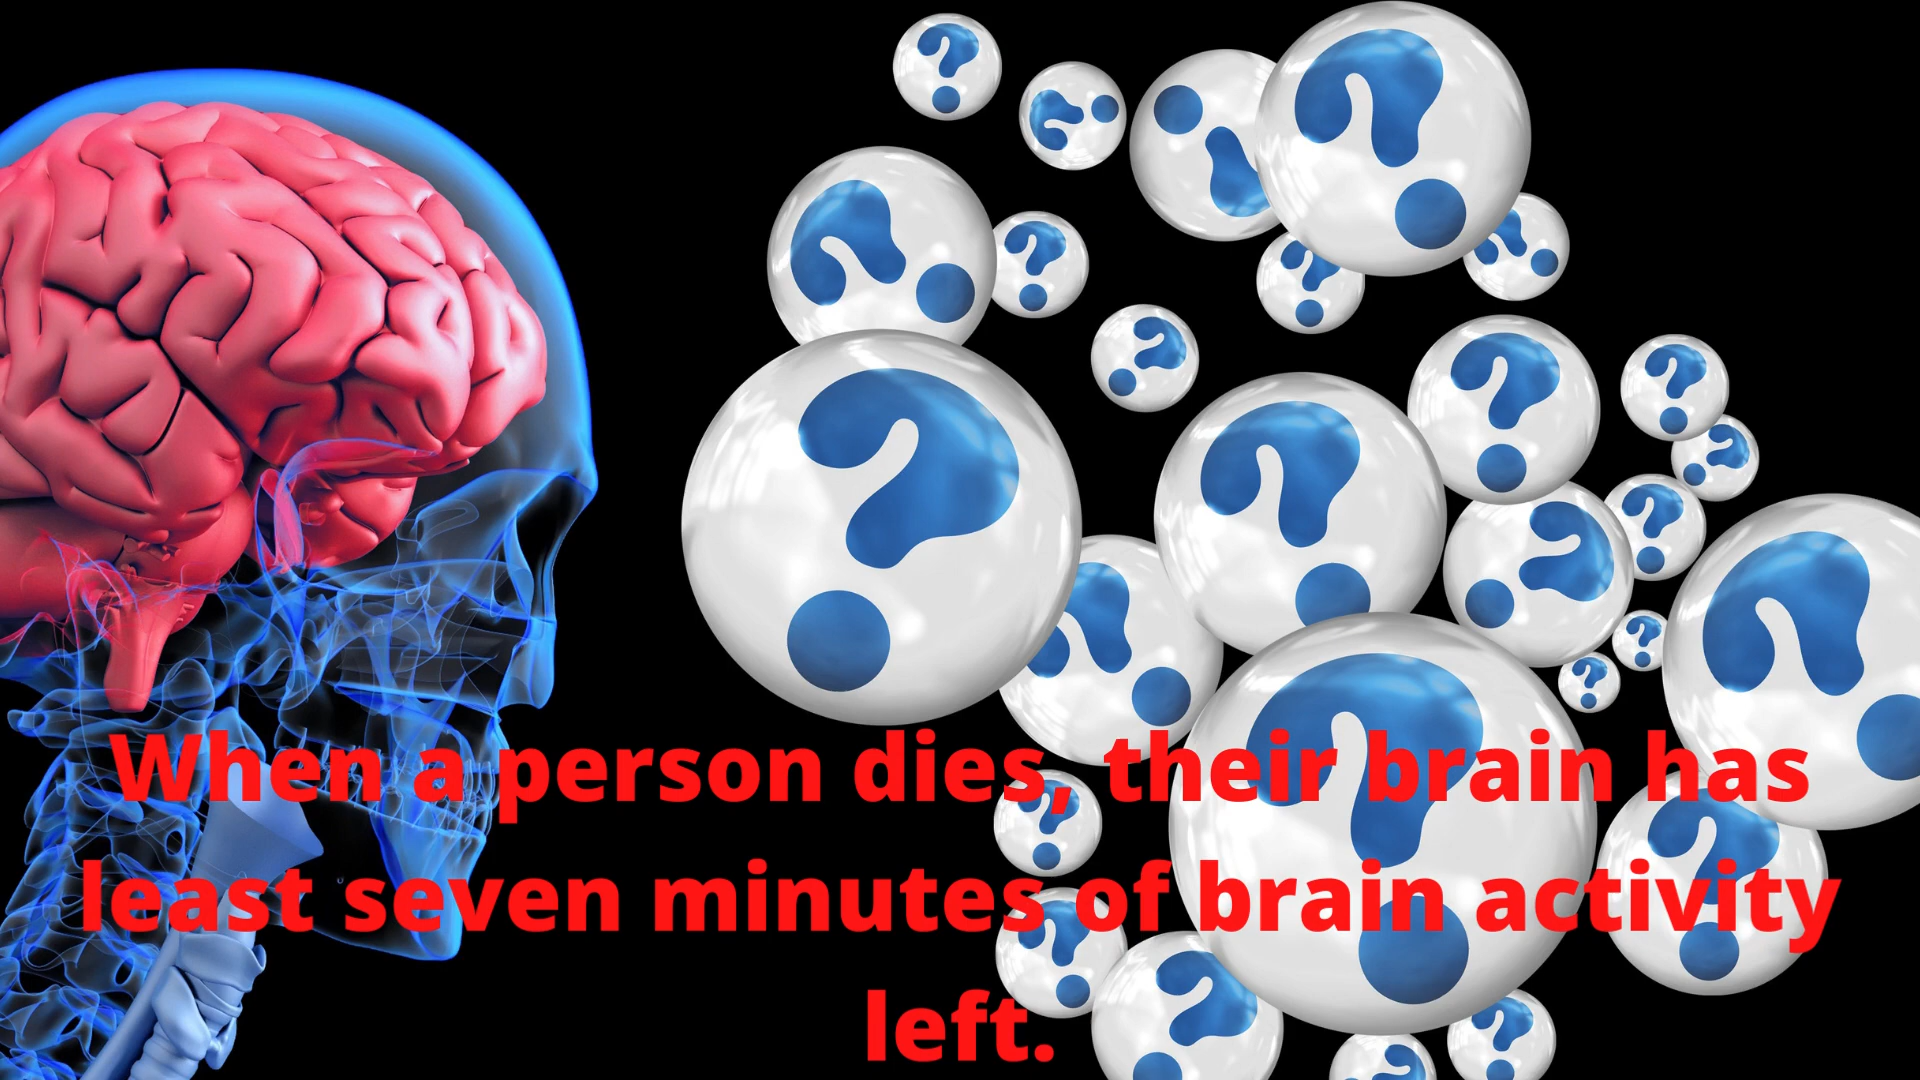 When a person dies, their brain has
least seven minutes of brain activity
left.